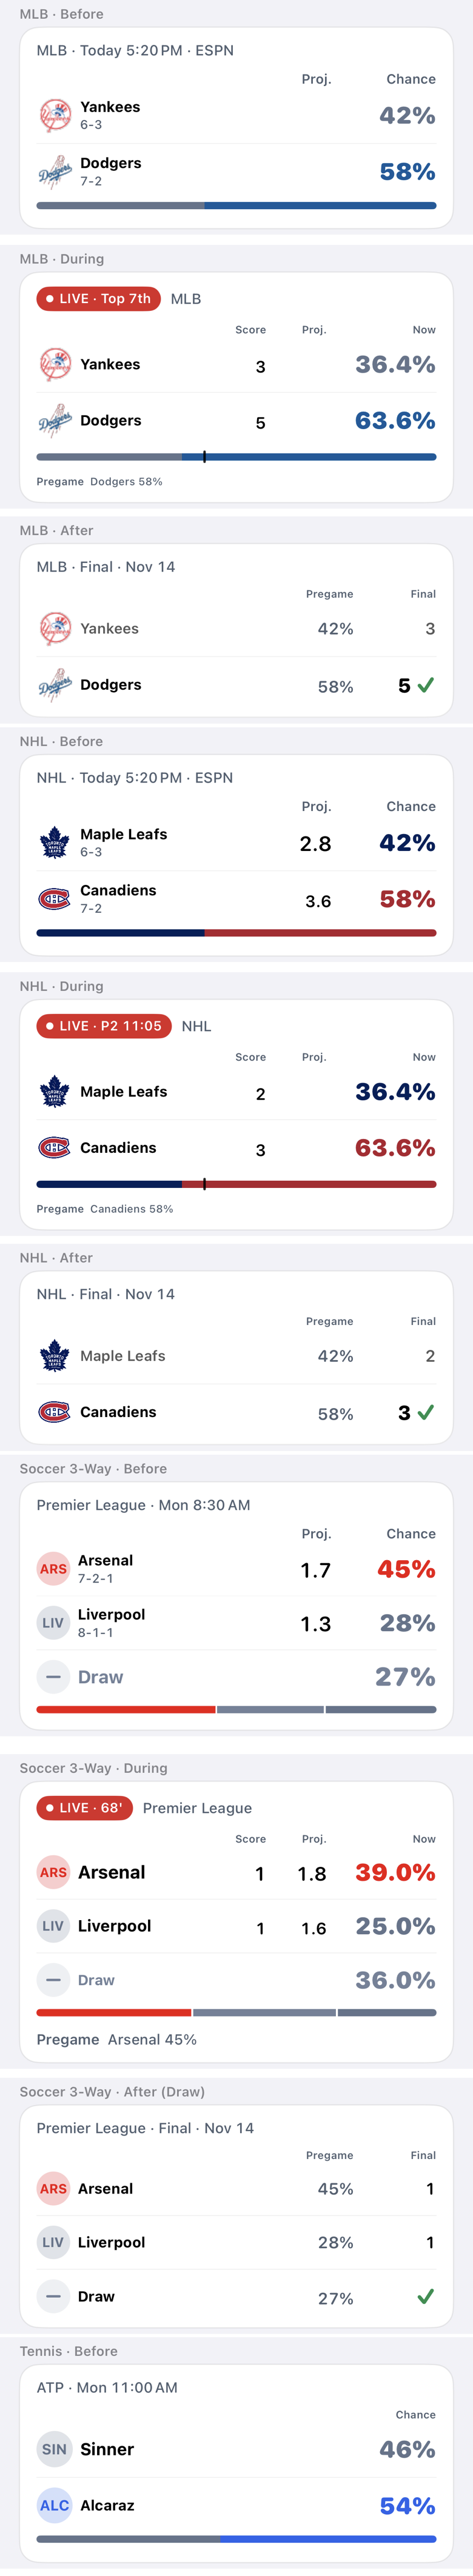 MLB · Before
MLB · Today 5:20 PM · ESPN
Proj. Chance
Yankees
6-3
42%
Dodgers
7-2
58%
MLB · During
LIVE · Top 7th MLB
Score Proj. Now
Yankees 3 36.4%
Dodgers 5 63.6%
Pregame Dodgers 58%
MLB · After
MLB · Final · Nov 14
Pregame Final
Yankees 42% 3
Dodgers 58% 5
NHL · Before
NHL · Today 5:20 PM · ESPN
Proj. Chance
Maple Leafs
6-3
2.8 42%
Canadiens
7-2
3.6 58%
NHL · During
LIVE · P2 11:05 NHL
Score Proj. Now
Maple Leafs 2 36.4%
Canadiens 3 63.6%
Pregame Canadiens 58%
NHL · After
NHL · Final · Nov 14
Pregame Final
Maple Leafs 42% 2
Canadiens 58% 3
Soccer 3-Way · Before
Premier League · Mon 8:30 AM
Proj. Chance
ARS Arsenal
7-2-1
1.7 45%
LIV Liverpool
8-1-1
1.3 28%
Draw 27%
Soccer 3-Way · During
LIVE · 68' Premier League
Score Proj. Now
ARS Arsenal 1 1.8 39.0%
LIV Liverpool 1 1.6 25.0%
Draw 36.0%
Pregame Arsenal 45%
Soccer 3-Way · After (Draw)
Premier League · Final · Nov 14
Pregame Final
ARS Arsenal 45% 1
LIV Liverpool 28% 1
Draw 27%
Tennis · Before
ATP · Mon 11:00 AM
Chance
SIN Sinner 46%
ALC Alcaraz 54%